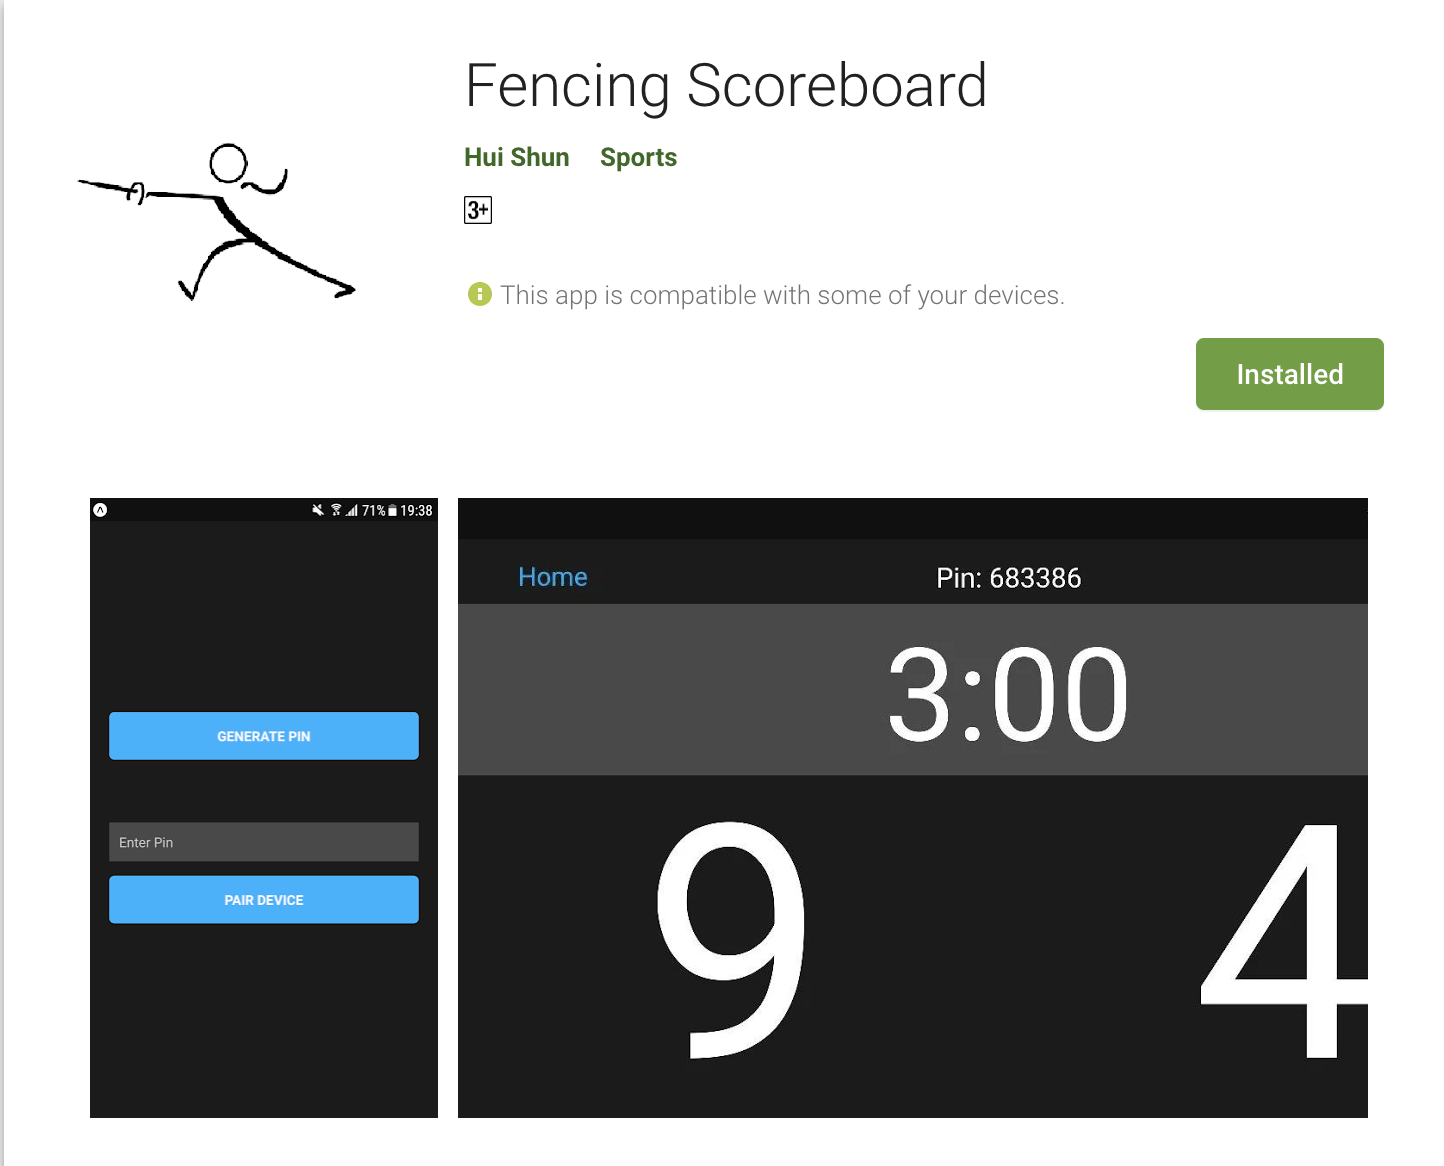 Fencing Scoreboard
Hui Shun Sports
3+
This app is compatible with some of your devices.
Installed
71% 19:38
GENERATE PIN
Enter Pin
PAIR DEVICE
Home Pin: 683386
3:00
9 4